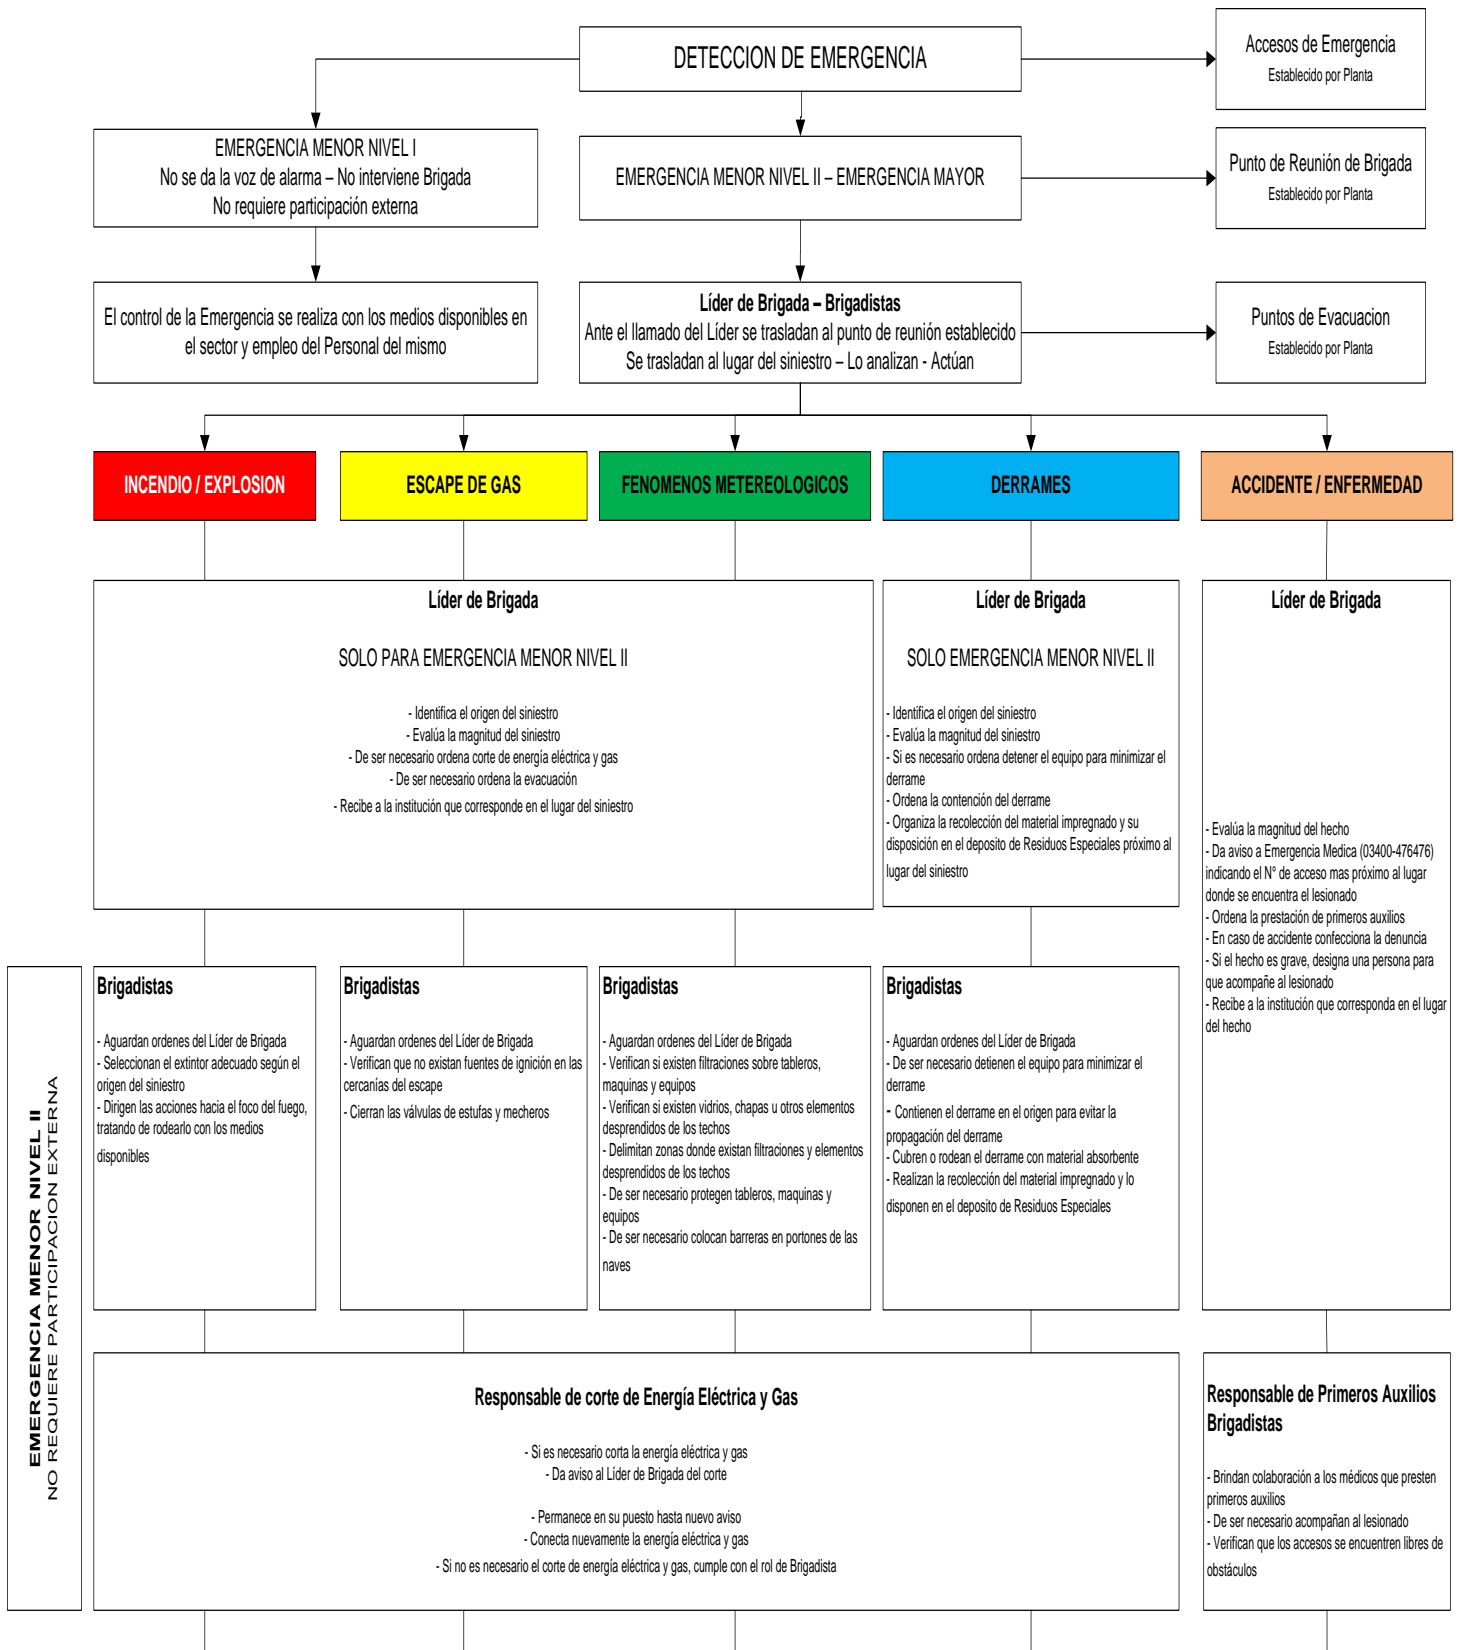 DETECCION DE EMERGENCIA
Accesos de Emergencia
Establecido por Planta
EMERGENCIA MENOR NIVEL I
No se da la voz de alarma – No interviene Brigada
No requiere participación externa
EMERGENCIA MENOR NIVEL II – EMERGENCIA MAYOR
Punto de Reunión de Brigada
Establecido por Planta
El control de la Emergencia se realiza con los medios disponibles en
el sector y empleo del Personal del mismo
Líder de Brigada – Brigadistas
Ante el llamado del Líder se trasladan al punto de reunión establecido
Se trasladan al lugar del siniestro – Lo analizan - Actúan
Puntos de Evacuacion
Establecido por Planta
INCENDIO / EXPLOSION
ESCAPE DE GAS
FENOMENOS METEREOLOGICOS
DERRAMES
ACCIDENTE / ENFERMEDAD
Líder de Brigada
SOLO PARA EMERGENCIA MENOR NIVEL II
- Identifica el origen del siniestro
- Evalúa la magnitud del siniestro
- De ser necesario ordena corte de energía eléctrica y gas
- De ser necesario ordena la evacuación
- Recibe a la institución que corresponde en el lugar del siniestro
Líder de Brigada
SOLO EMERGENCIA MENOR NIVEL II
- Identifica el origen del siniestro
- Evalúa la magnitud del siniestro
- Si es necesario ordena detener el equipo para minimizar el
derrame
- Ordena la contención del derrame
- Organiza la recolección del material impregnado y su
disposición en el deposito de Residuos Especiales próximo al
lugar del siniestro
Líder de Brigada
- Evalúa la magnitud del hecho
- Da aviso a Emergencia Medica (03400-476476)
indicando el N° de acceso mas próximo al lugar
donde se encuentra el lesionado
- Ordena la prestación de primeros auxilios
- En caso de accidente confecciona la denuncia
- Si el hecho es grave, designa una persona para
que acompañe al lesionado
- Recibe a la institución que corresponda en el lugar
del hecho
EMERGENCIA MENOR NIVEL II
NO REQUIERE PARTICIPACION EXTERNA
Brigadistas
- Aguardan ordenes del Líder de Brigada
- Seleccionan el extintor adecuado según el
origen del siniestro
- Dirigen las acciones hacia el foco del fuego,
tratando de rodearlo con los medios
disponibles
Brigadistas
- Aguardan ordenes del Líder de Brigada
- Verifican que no existan fuentes de ignición en las
cercanías del escape
- Cierran las válvulas de estufas y mecheros
Brigadistas
- Aguardan ordenes del Líder de Brigada
- Verifican si existen filtraciones sobre tableros,
maquinas y equipos
- Verifican si existen vidrios, chapas u otros elementos
desprendidos de los techos
- Delimitan zonas donde existan filtraciones y elementos
desprendidos de los techos
- De ser necesario protegen tableros, maquinas y
equipos
- De ser necesario colocan barreras en portones de las
naves
Brigadistas
- Aguardan ordenes del Líder de Brigada
- De ser necesario detienen el equipo para minimizar el
derrame
- Contienen el derrame en el origen para evitar la
propagación del derrame
- Cubren o rodean el derrame con material absorbente
- Realizan la recolección del material impregnado y lo
disponen en el deposito de Residuos Especiales
Responsable de corte de Energía Eléctrica y Gas
- Si es necesario corta la energía eléctrica y gas
- Da aviso al Líder de Brigada del corte
- Permanece en su puesto hasta nuevo aviso
- Conecta nuevamente la energía eléctrica y gas
- Si no es necesario el corte de energía eléctrica y gas, cumple con el rol de Brigadista
Responsable de Primeros Auxilios
Brigadistas
- Brindan colaboración a los médicos que presten
primeros auxilios
- De ser necesario acompañan al lesionado
- Verifican que los accesos se encuentren libres de
obstáculos